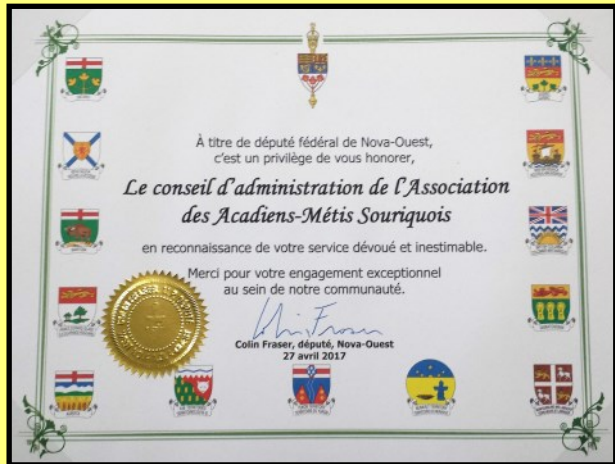 À titre de député fédéral de Nova-Ouest,
c'est un privilège de vous honorer,
Le conseil d'administration de l'Association
des Acadiens-Métis Souriquois
en reconnaissance de votre service dévoué et inestimable.
Merci pour votre engagement exceptionnel
au sein de notre communauté.
Colin Fraser
Colin Fraser, député, Nova-Ouest
27 avril 2017